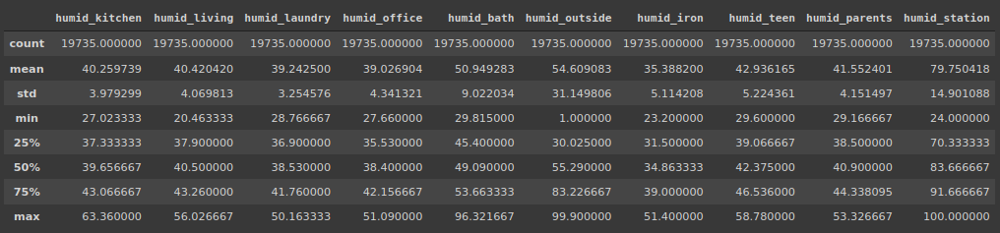 humid_kitchen humid_living humid_laundry humid_office humid_bath humid_outside humid_iron humid_teen humid_parents humid_station
count 19735.000000 19735.000000 19735.000000 19735.000000 19735.000000 19735.000000 19735.000000 19735.000000 19735.000000 19735.000000
mean 40.259739 40.420420 39.242500 39.026904 50.949283 54.609083 35.388200 42.936165 41.552401 79.750418
std 3.979299 4.069813 3.254576 4.341321 9.022034 31.149806 5.114208 5.224361 4.151497 14.901088
min 27.023333 20.463333 28.766667 27.660000 29.815000 1.000000 23.200000 29.600000 29.166667 24.000000
25% 37.333333 37.900000 36.900000 35.530000 45.400000 30.025000 31.500000 39.066667 38.500000 70.333333
50% 39.656667 40.500000 38.530000 38.400000 49.090000 55.290000 34.863333 42.375000 40.900000 83.666667
75% 43.066667 43.260000 41.760000 42.156667 53.663333 83.226667 39.000000 46.536000 44.338095 91.666667
max 63.360000 56.026667 50.163333 51.090000 96.321667 99.900000 51.400000 58.780000 53.326667 100.000000